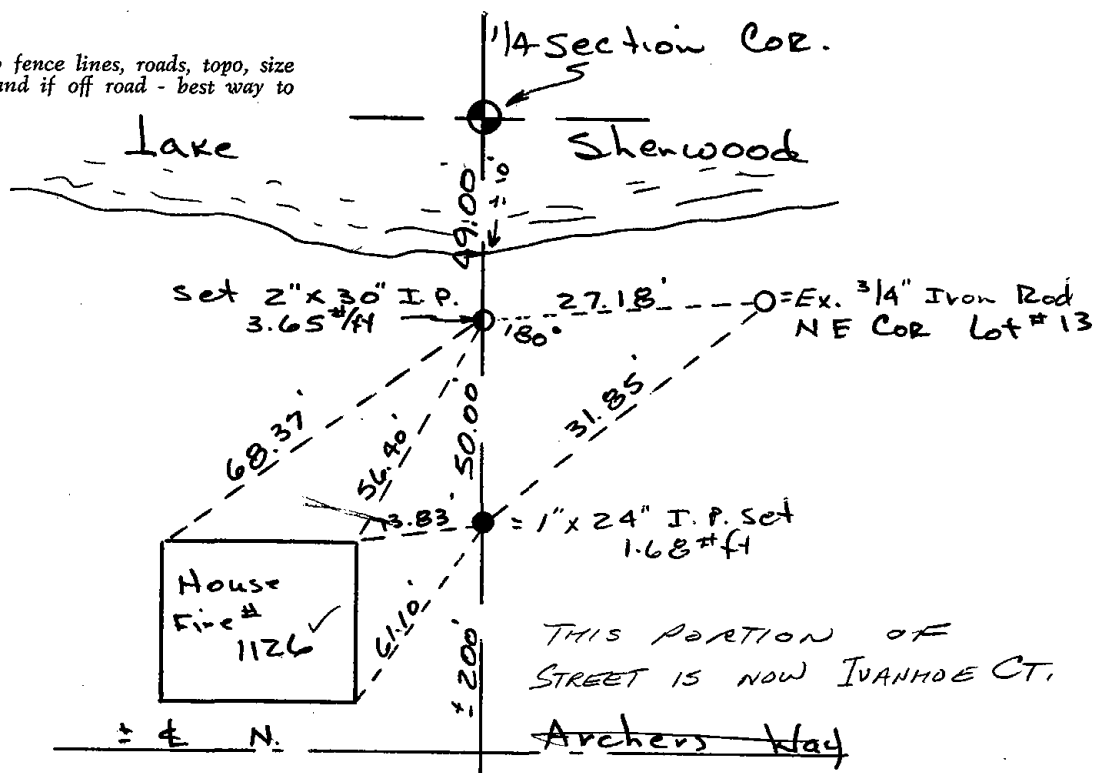 fence lines, roads, topo, size
and if off road - best way to
1/4 Section Cor.
Lake Sherwood
49.00'
± 10'
Set 2" x 30" I.P.
3.65#/ft
27.18'
180°
= Ex. 3/4" Iron Rod
NE Cor Lot #13
68.37'
56.40'
50.00'
31.85'
13.83'
= 1" x 24" I.P. Set
1.68#ft
House
Fire#
1126 ✓
61.10'
± 200'
THIS PORTION OF
STREET IS NOW IVANHOE CT.
± ℄ N. Archers Way